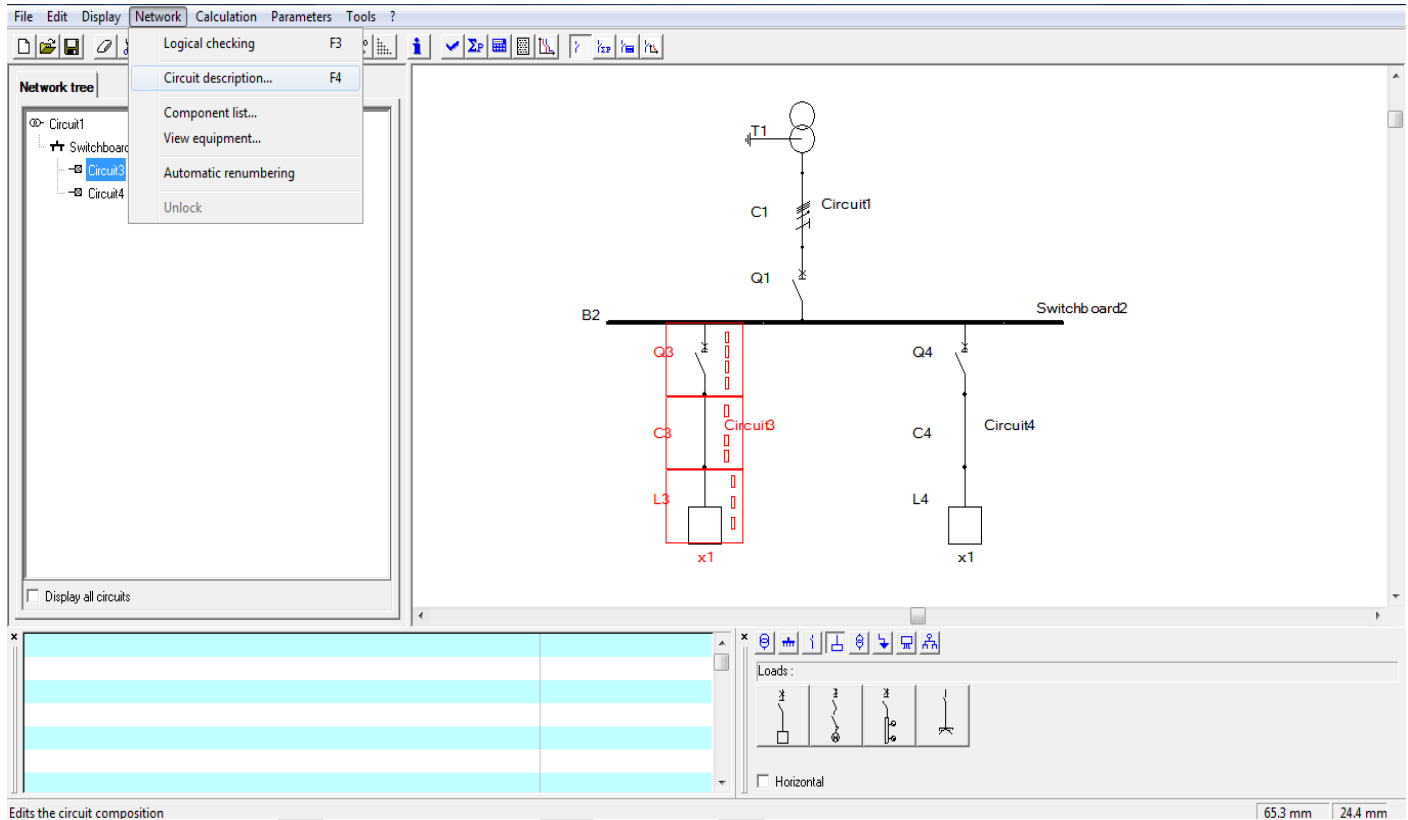 File Edit Display Network Calculation Parameters Tools ?
Logical checking F3
Circuit description... F4
Component list...
View equipment...
Automatic renumbering
Unlock
Network tree
Circuit1
Switchboard
Circuit3
Circuit4
Display all circuits
T1
C1 Circuit1
Q1
B2 Switchboard2
Q3 Q4
C3 Circuit3 C4 Circuit4
L3 L4
x1 x1
Loads :
Horizontal
Edits the circuit composition 65.3 mm 24.4 mm